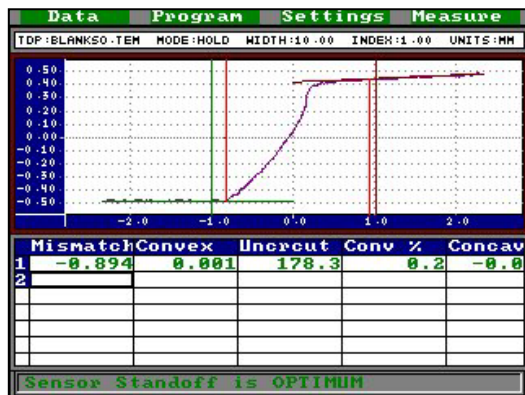 Data Program Settings Measure
TDP:BLANKSO.TEM MODE:HOLD WIDTH:10.00 INDEX:1.00 UNITS:MM
0.50
0.40
0.30
0.20
0.10
0.00
-0.10
-0.20
-0.30
-0.40
-0.50
-2.0 -1.0 0.0 1.0 2.0
Mismatch Convex Uncrcut Conv % Concav
1 -0.894 0.001 178.3 0.2 -0.0
2
Sensor Standoff is OPTIMUM